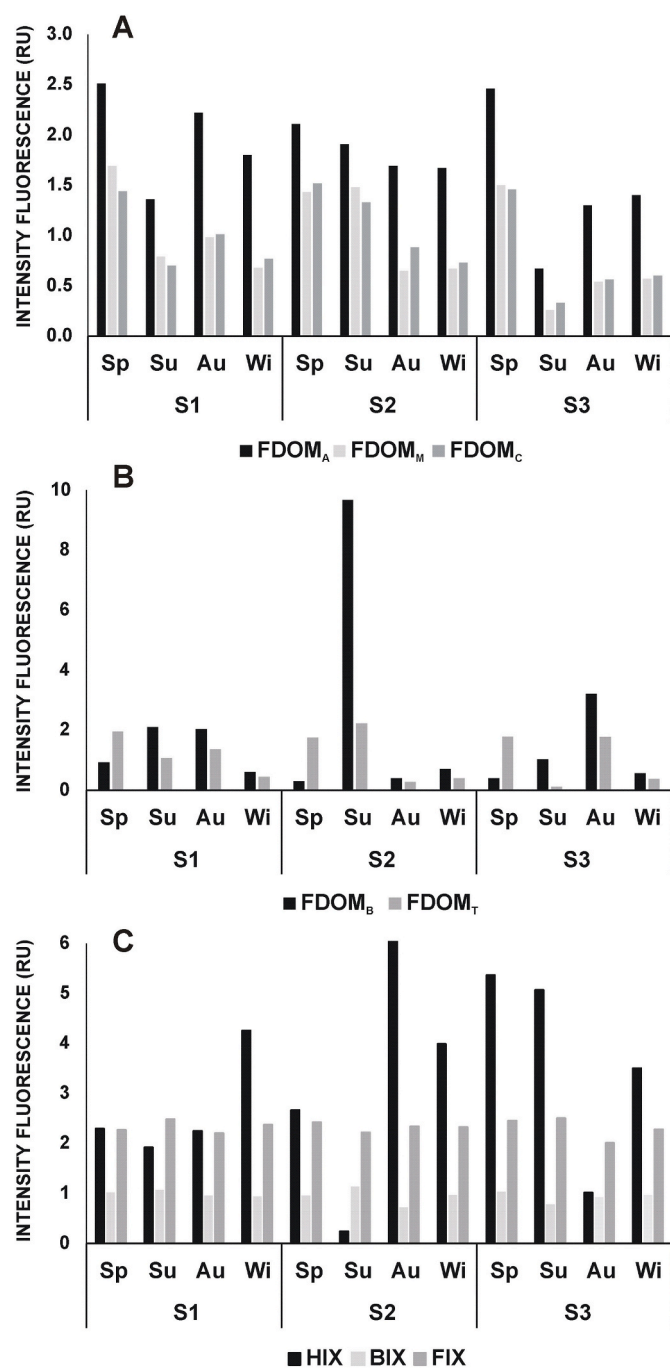 A
INTENSITY FLUORESCENCE (RU)
3.0
2.5
2.0
1.5
1.0
0.5
0.0
Sp Su Au Wi Sp Su Au Wi Sp Su Au Wi
S1 S2 S3
FDOMA FDOMM FDOMC
B
INTENSITY FLUORESCENCE (RU)
10
8
6
4
2
0
Sp Su Au Wi Sp Su Au Wi Sp Su Au Wi
S1 S2 S3
FDOMB FDOMT
C
INTENSITY FLUORESCENCE (RU)
6
5
4
3
2
1
0
Sp Su Au Wi Sp Su Au Wi Sp Su Au Wi
S1 S2 S3
HIX BIX FIX